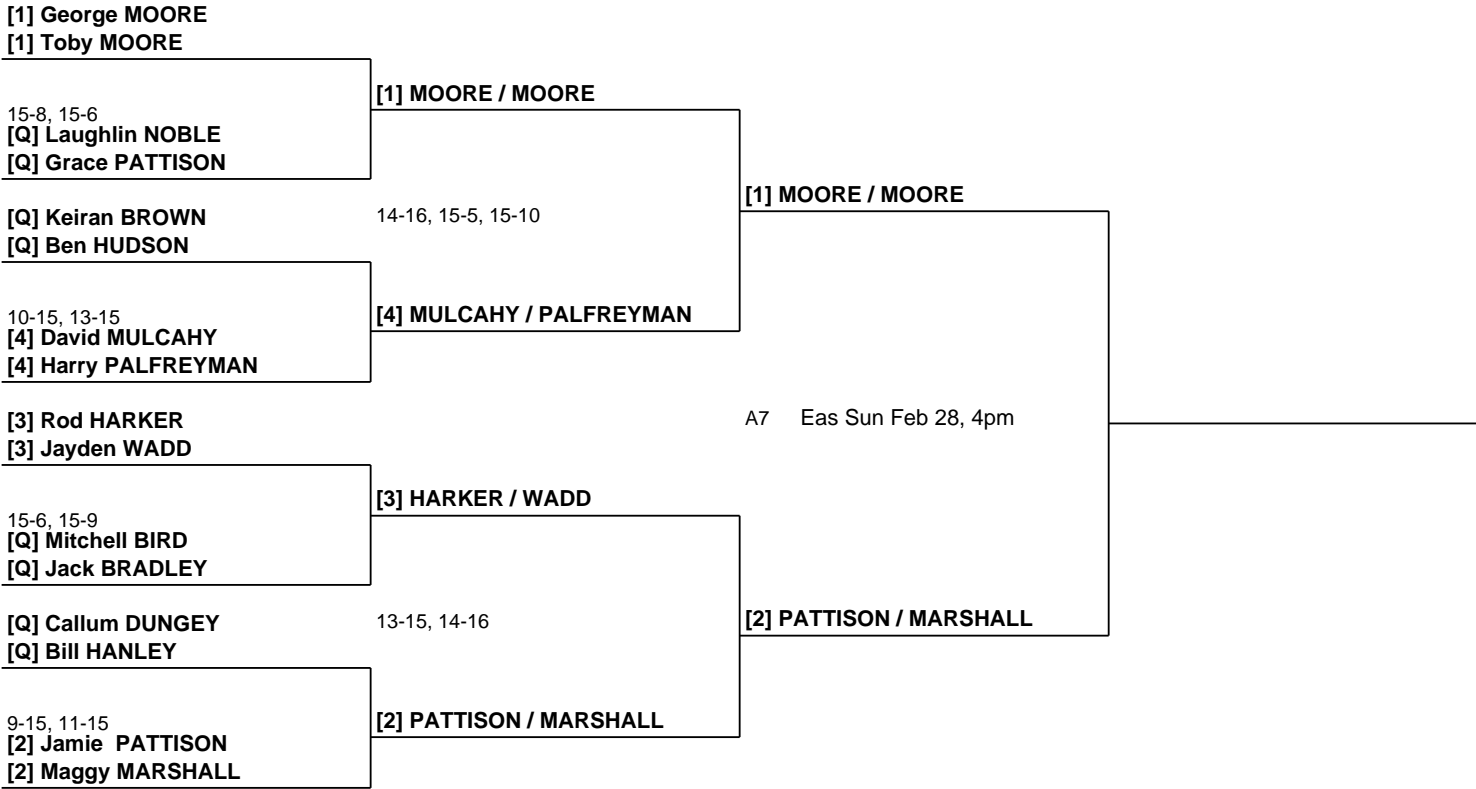 [1] George MOORE
[1] Toby MOORE
[1] MOORE / MOORE
15-8, 15-6
[Q] Laughlin NOBLE
[Q] Grace PATTISON
[1] MOORE / MOORE
[Q] Keiran BROWN
14-16, 15-5, 15-10
[Q] Ben HUDSON
10-15, 13-15
[4] MULCAHY / PALFREYMAN
[4] David MULCAHY
[4] Harry PALFREYMAN
[3] Rod HARKER
A7 Eas Sun Feb 28, 4pm
[3] Jayden WADD
[3] HARKER / WADD
15-6, 15-9
[Q] Mitchell BIRD
[Q] Jack BRADLEY
[Q] Callum DUNGEY
13-15, 14-16
[2] PATTISON / MARSHALL
[Q] Bill HANLEY
9-15, 11-15
[2] PATTISON / MARSHALL
[2] Jamie  PATTISON
[2] Maggy MARSHALL